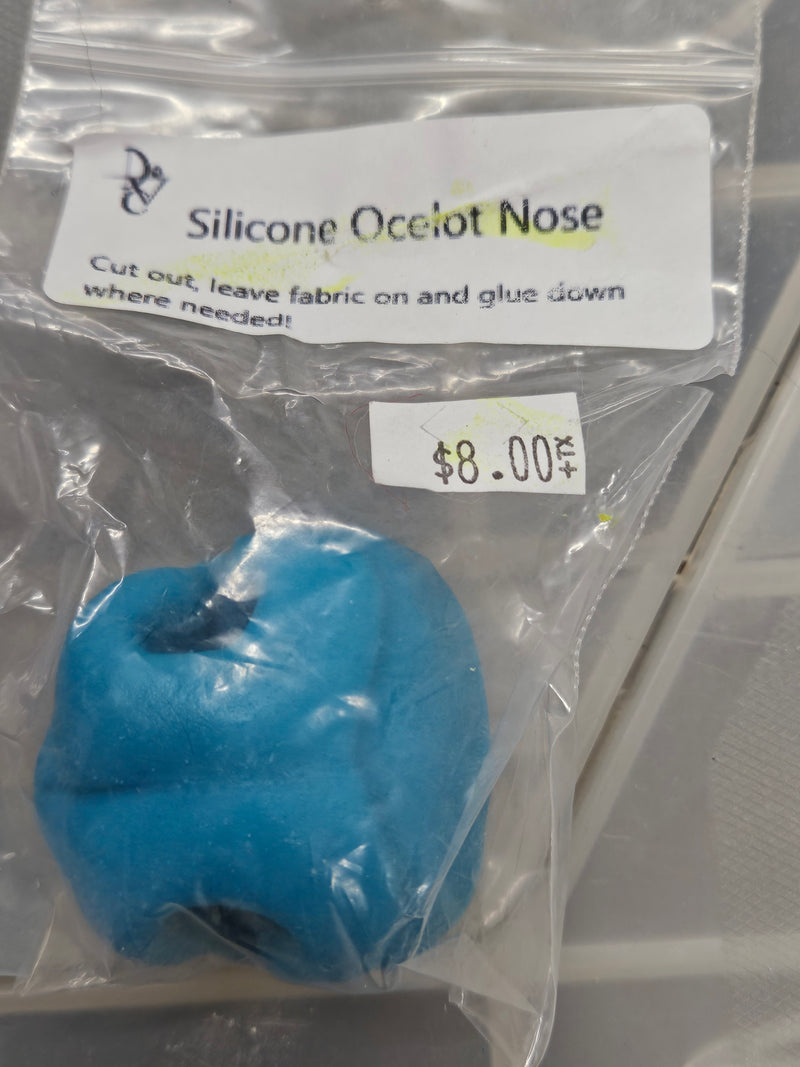 Silicone Ocelot Nose
Cut out, leave fabric on and glue down
where needed!
$8.00